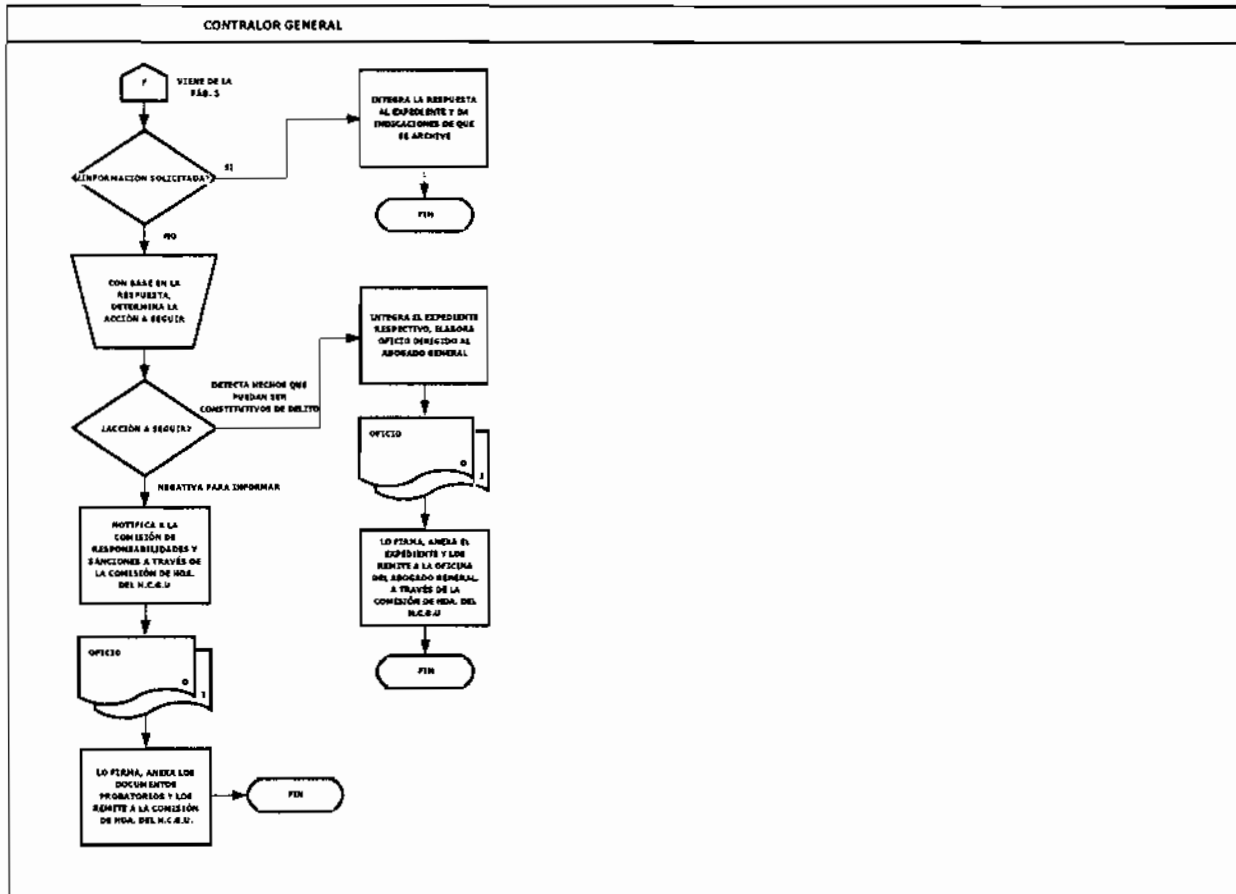 CONTRALOR GENERAL
VIENE DE LA
PÁG. 5
¿INFORMACIÓN SOLICITADA?
SI
INTEGRA LA RESPUESTA
AL EXPEDIENTE Y DA
INDICACIONES DE QUE
SE ARCHIVE
FIN
NO
CON BASE EN LA
RESPUESTA,
DETERMINA LA
ACCIÓN A SEGUIR
¿ACCIÓN A SEGUIR?
DETECTA HECHOS QUE
PUEDAN SER
CONSTITUTIVOS DE DELITO
INTEGRA EL EXPEDIENTE
RESPECTIVO, ELABORA
OFICIO DIRIGIDO AL
ABOGADO GENERAL
OFICIO
O
1
LO FIRMA, ANEXA EL
EXPEDIENTE Y LOS
REMITE A LA OFICINA
DEL ABOGADO GENERAL,
A TRAVÉS DE LA
COMISIÓN DE HDA. DEL
H.C.G.U
FIN
NEGATIVA PARA INFORMAR
NOTIFICA A LA
COMISIÓN DE
RESPONSABILIDADES Y
SANCIONES A TRAVÉS DE
LA COMISIÓN DE HDA.
DEL H.C.G.U
OFICIO
O
1
LO FIRMA, ANEXA LOS
DOCUMENTOS
PROBATORIOS Y LOS
REMITE A LA COMISIÓN
DE HDA. DEL H.C.G.U.
FIN